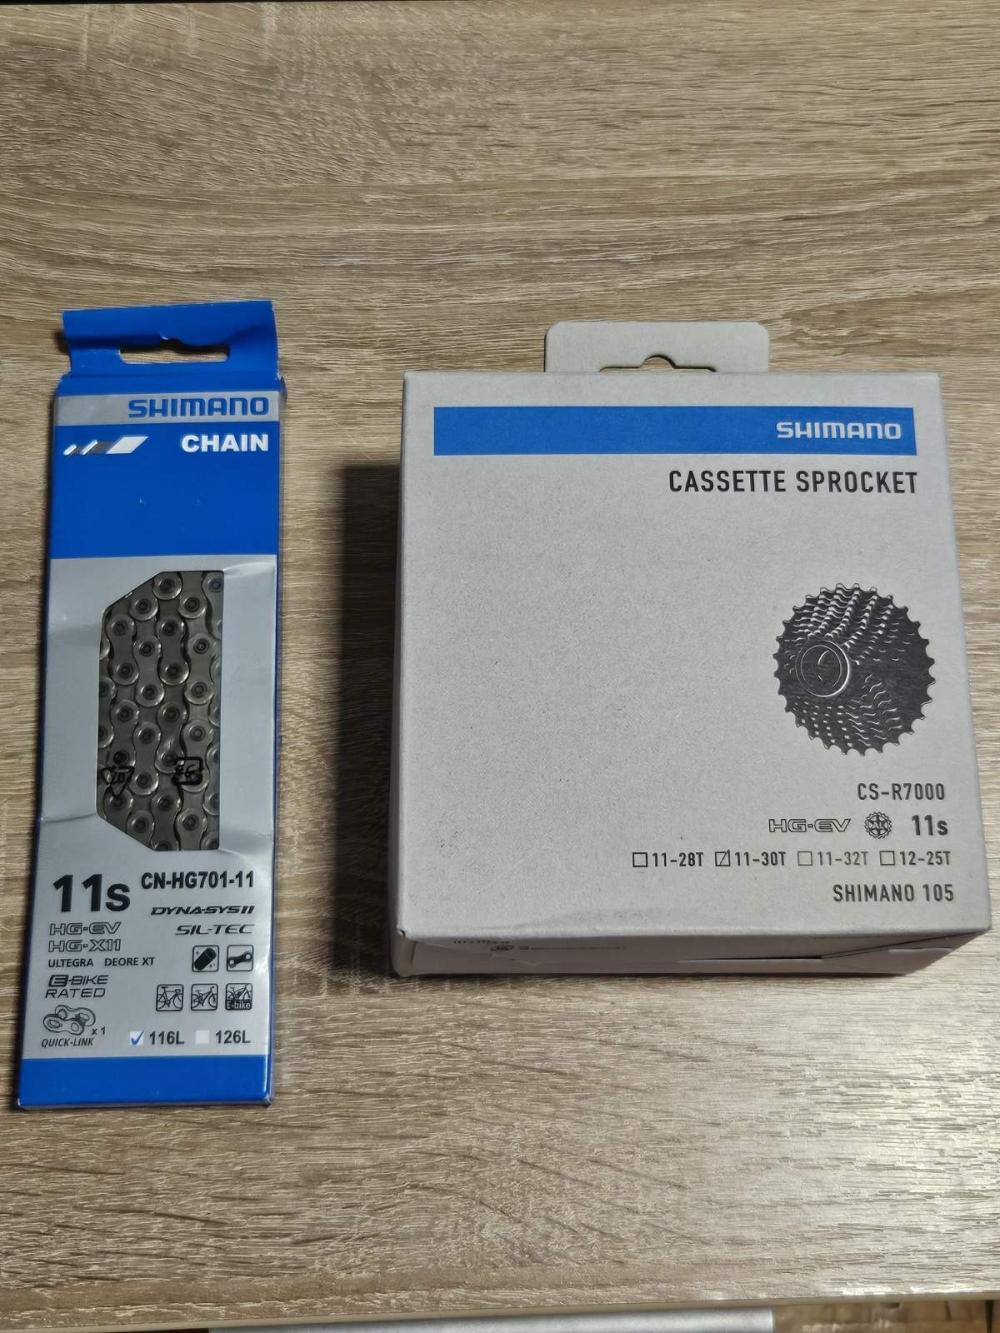 SHIMANO
CHAIN
11s CN-HG701-11
DYNA-SYS11
HG-EV
SIL-TEC
HG-X11
ULTEGRA DEORE XT
E-BIKE
RATED
E-bike
x 1
QUICK-LINK
116L 126L
SHIMANO
CASSETTE SPROCKET
CS-R7000
HG-EV 11s
11-28T 11-30T 11-32T 12-25T
SHIMANO 105